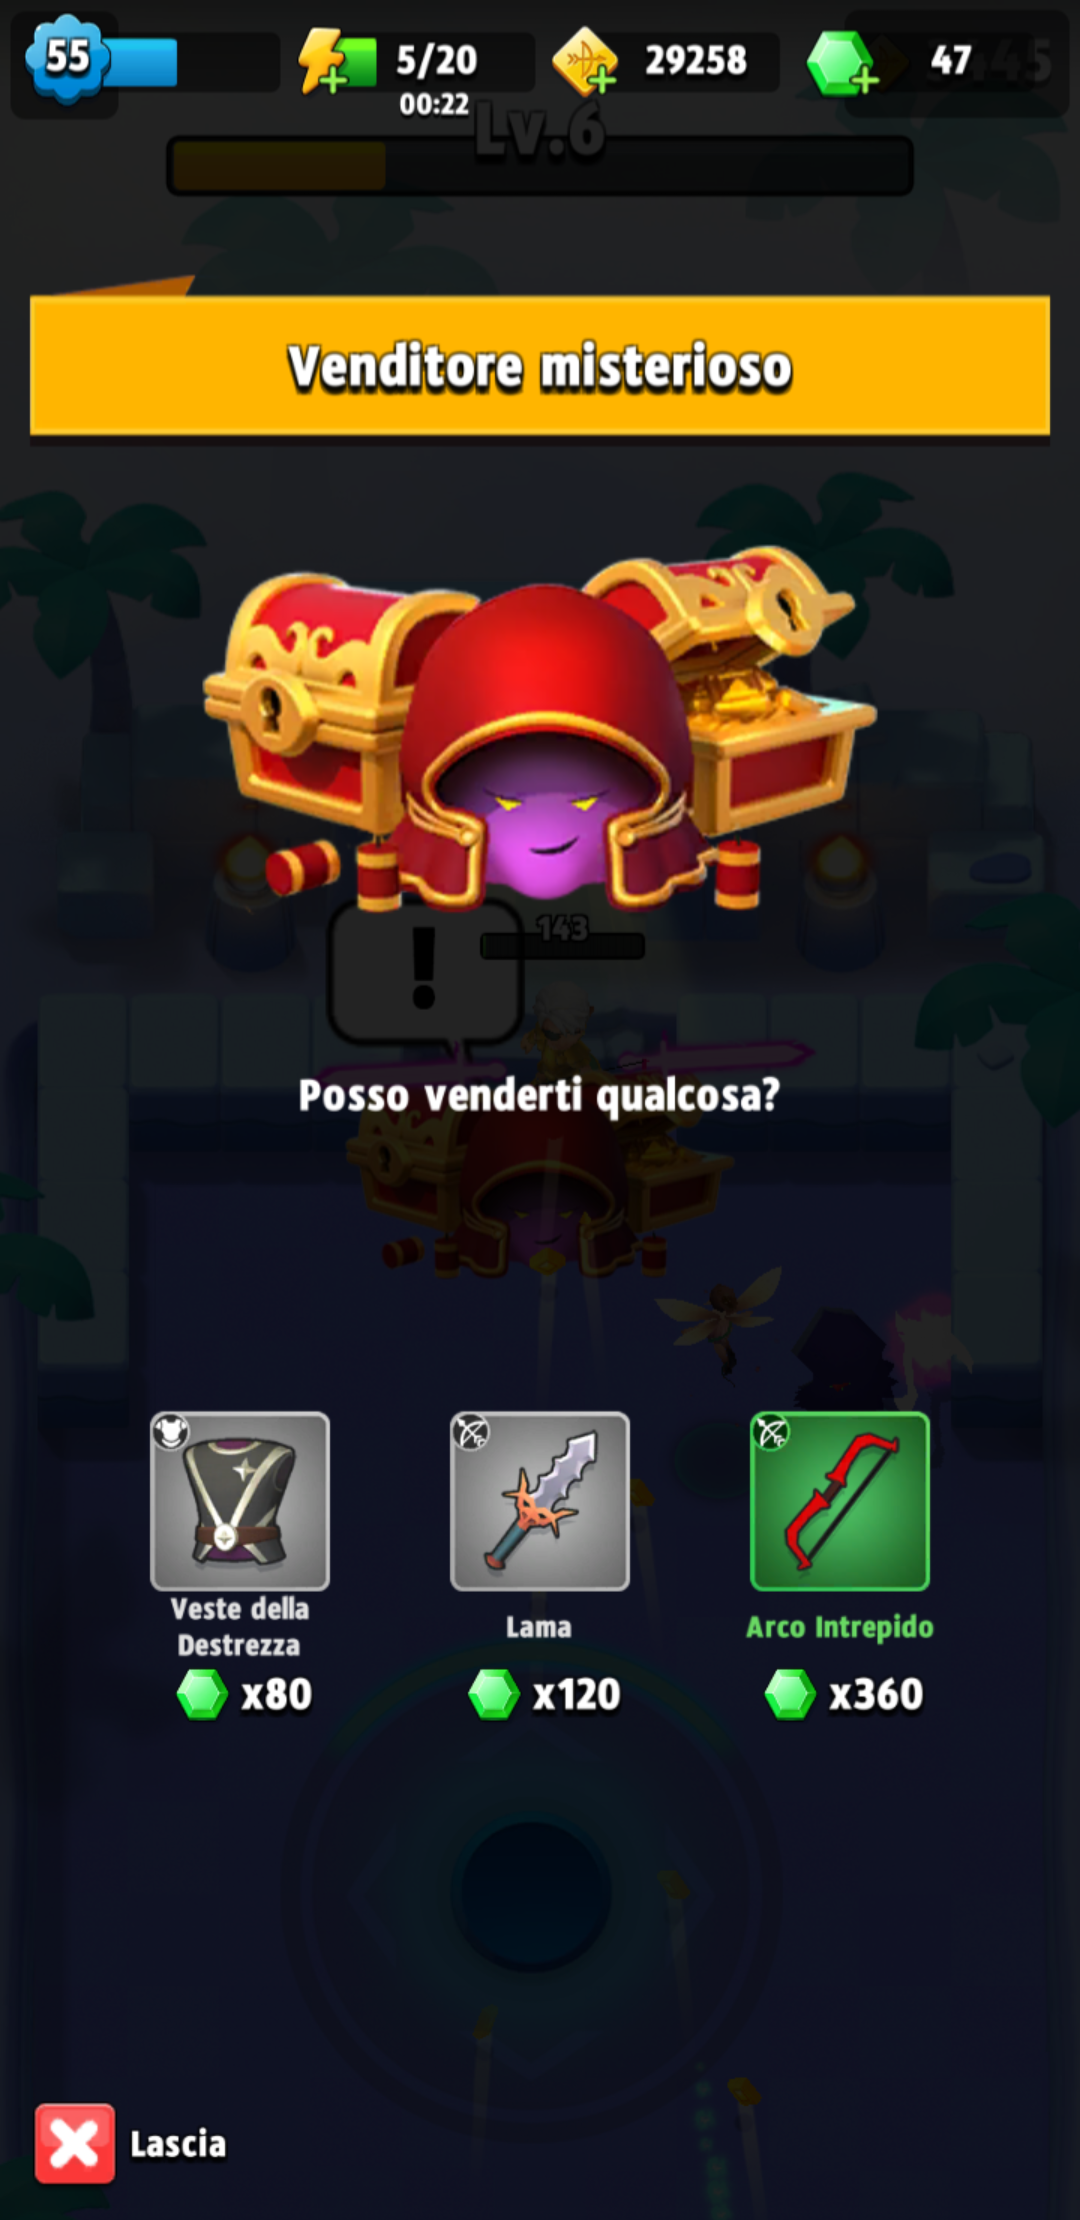 55
5/20
29258
47
00:22
Lv.6
Venditore misterioso
143
!
Posso venderti qualcosa?
Veste della
Destrezza
Lama
Arco Intrepido
x80
x120
x360
Lascia